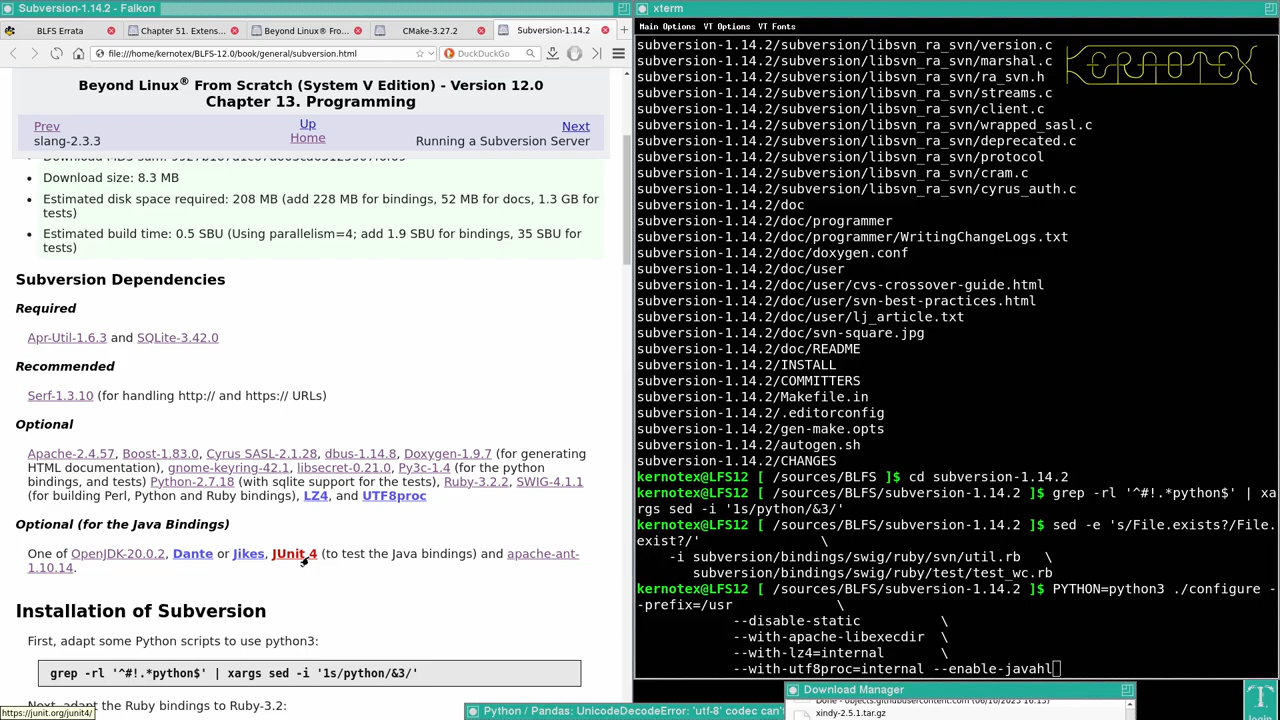 Subversion-1.14.2 - Falkon
BLFS Errata
Chapter 51. Extens...
Beyond Linux® Fro...
CMake-3.27.2
Subversion-1.14.2
file:///home/kernotex/BLFS-12.0/book/general/subversion.html
DuckDuckGo
Beyond Linux® From Scratch (System V Edition) - Version 12.0
Chapter 13. Programming
Prev
Up
Next
slang-2.3.3
Home
Running a Subversion Server
Download size: 8.3 MB
Estimated disk space required: 208 MB (add 228 MB for bindings, 52 MB for docs, 1.3 GB for
tests)
Estimated build time: 0.5 SBU (Using parallelism=4; add 1.9 SBU for bindings, 35 SBU for
tests)
Subversion Dependencies
Required
Apr-Util-1.6.3 and SQLite-3.42.0
Recommended
Serf-1.3.10 (for handling http:// and https:// URLs)
Optional
Apache-2.4.57, Boost-1.83.0, Cyrus SASL-2.1.28, dbus-1.14.8, Doxygen-1.9.7 (for generating
HTML documentation), gnome-keyring-42.1, libsecret-0.21.0, Py3c-1.4 (for the python
bindings, and tests) Python-2.7.18 (with sqlite support for the tests), Ruby-3.2.2, SWIG-4.1.1
(for building Perl, Python and Ruby bindings), LZ4, and UTF8proc
Optional (for the Java Bindings)
One of OpenJDK-20.0.2, Dante or Jikes, JUnit 4 (to test the Java bindings) and apache-ant-
1.10.14.
Installation of Subversion
First, adapt some Python scripts to use python3:
grep -rl '^#!.*python$' | xargs sed -i '1s/python/&3/'
Next, adapt the Ruby bindings to Ruby-3.2:
https://junit.org/junit4/
xterm
Main Options VT Options VT Fonts
KERNOTEX
subversion-1.14.2/subversion/libsvn_ra_svn/version.c
subversion-1.14.2/subversion/libsvn_ra_svn/marshal.c
subversion-1.14.2/subversion/libsvn_ra_svn/ra_svn.h
subversion-1.14.2/subversion/libsvn_ra_svn/streams.c
subversion-1.14.2/subversion/libsvn_ra_svn/client.c
subversion-1.14.2/subversion/libsvn_ra_svn/wrapped_sasl.c
subversion-1.14.2/subversion/libsvn_ra_svn/deprecated.c
subversion-1.14.2/subversion/libsvn_ra_svn/protocol
subversion-1.14.2/subversion/libsvn_ra_svn/cram.c
subversion-1.14.2/subversion/libsvn_ra_svn/cyrus_auth.c
subversion-1.14.2/doc
subversion-1.14.2/doc/programmer
subversion-1.14.2/doc/programmer/WritingChangeLogs.txt
subversion-1.14.2/doc/doxygen.conf
subversion-1.14.2/doc/user
subversion-1.14.2/doc/user/cvs-crossover-guide.html
subversion-1.14.2/doc/user/svn-best-practices.html
subversion-1.14.2/doc/user/lj_article.txt
subversion-1.14.2/doc/svn-square.jpg
subversion-1.14.2/doc/README
subversion-1.14.2/INSTALL
subversion-1.14.2/COMMITTERS
subversion-1.14.2/Makefile.in
subversion-1.14.2/.editorconfig
subversion-1.14.2/gen-make.opts
subversion-1.14.2/autogen.sh
subversion-1.14.2/CHANGES
kernotex@LFS12 [ /sources/BLFS ]$ cd subversion-1.14.2
kernotex@LFS12 [ /sources/BLFS/subversion-1.14.2 ]$ grep -rl '^#!.*python$' | xa
rgs sed -i '1s/python/&3/'
kernotex@LFS12 [ /sources/BLFS/subversion-1.14.2 ]$ sed -e 's/File.exists?/File.
exist?/' \
-i subversion/bindings/swig/ruby/svn/util.rb \
subversion/bindings/swig/ruby/test/test_wc.rb
kernotex@LFS12 [ /sources/BLFS/subversion-1.14.2 ]$ PYTHON=python3 ./configure -
-prefix=/usr \
--disable-static \
--with-apache-libexecdir \
--with-lz4=internal \
--with-utf8proc=internal --enable-javahl
Download Manager
xindy-2.5.1.tar.gz
Python / Pandas: UnicodeDecodeError: 'utf-8' codec can't
login